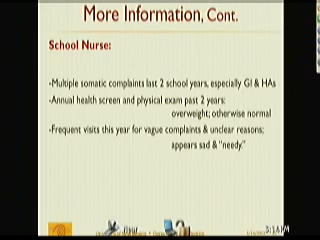 More Information, Cont.
School Nurse:
-Multiple somatic complaints last 2 school years, especially GI & HAs
-Annual health screen and physical exam past 2 years:
overweight; otherwise normal
-Frequent visits this year for vague complaints & unclear reasons;
appears sad & "needy."